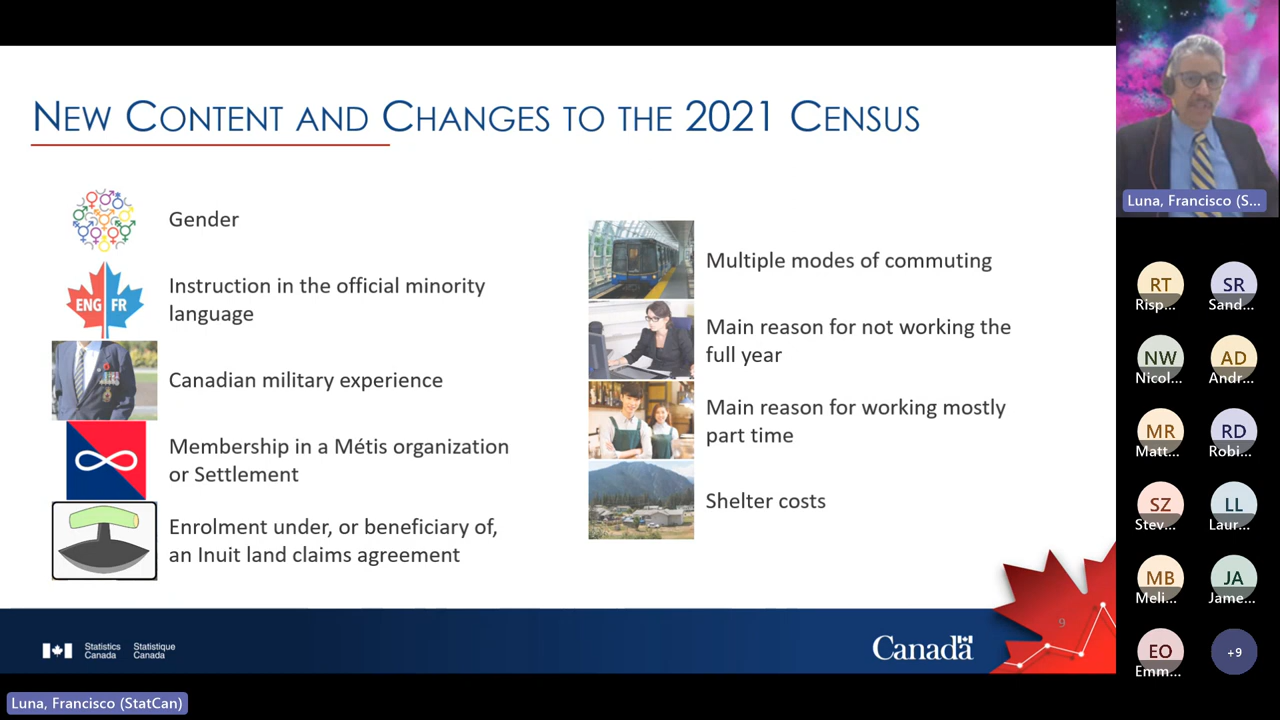 NEW CONTENT AND CHANGES TO THE 2021 CENSUS
Gender
ENG FR
Instruction in the official minority
language
Canadian military experience
Membership in a Métis organization
or Settlement
Enrolment under, or beneficiary of,
an Inuit land claims agreement
Multiple modes of commuting
Main reason for not working the
full year
Main reason for working mostly
part time
Shelter costs
9
Statistics Statistique
Canada Canada
Canada
Luna, Francisco (StatCan)
Luna, Francisco (S...
RT SR
Risp... Sand...
NW AD
Nicol... Andr...
MR RD
Matt... Robi...
SZ LL
Stev... Laur...
MB JA
Meli... Jame...
EO +9
Emm...